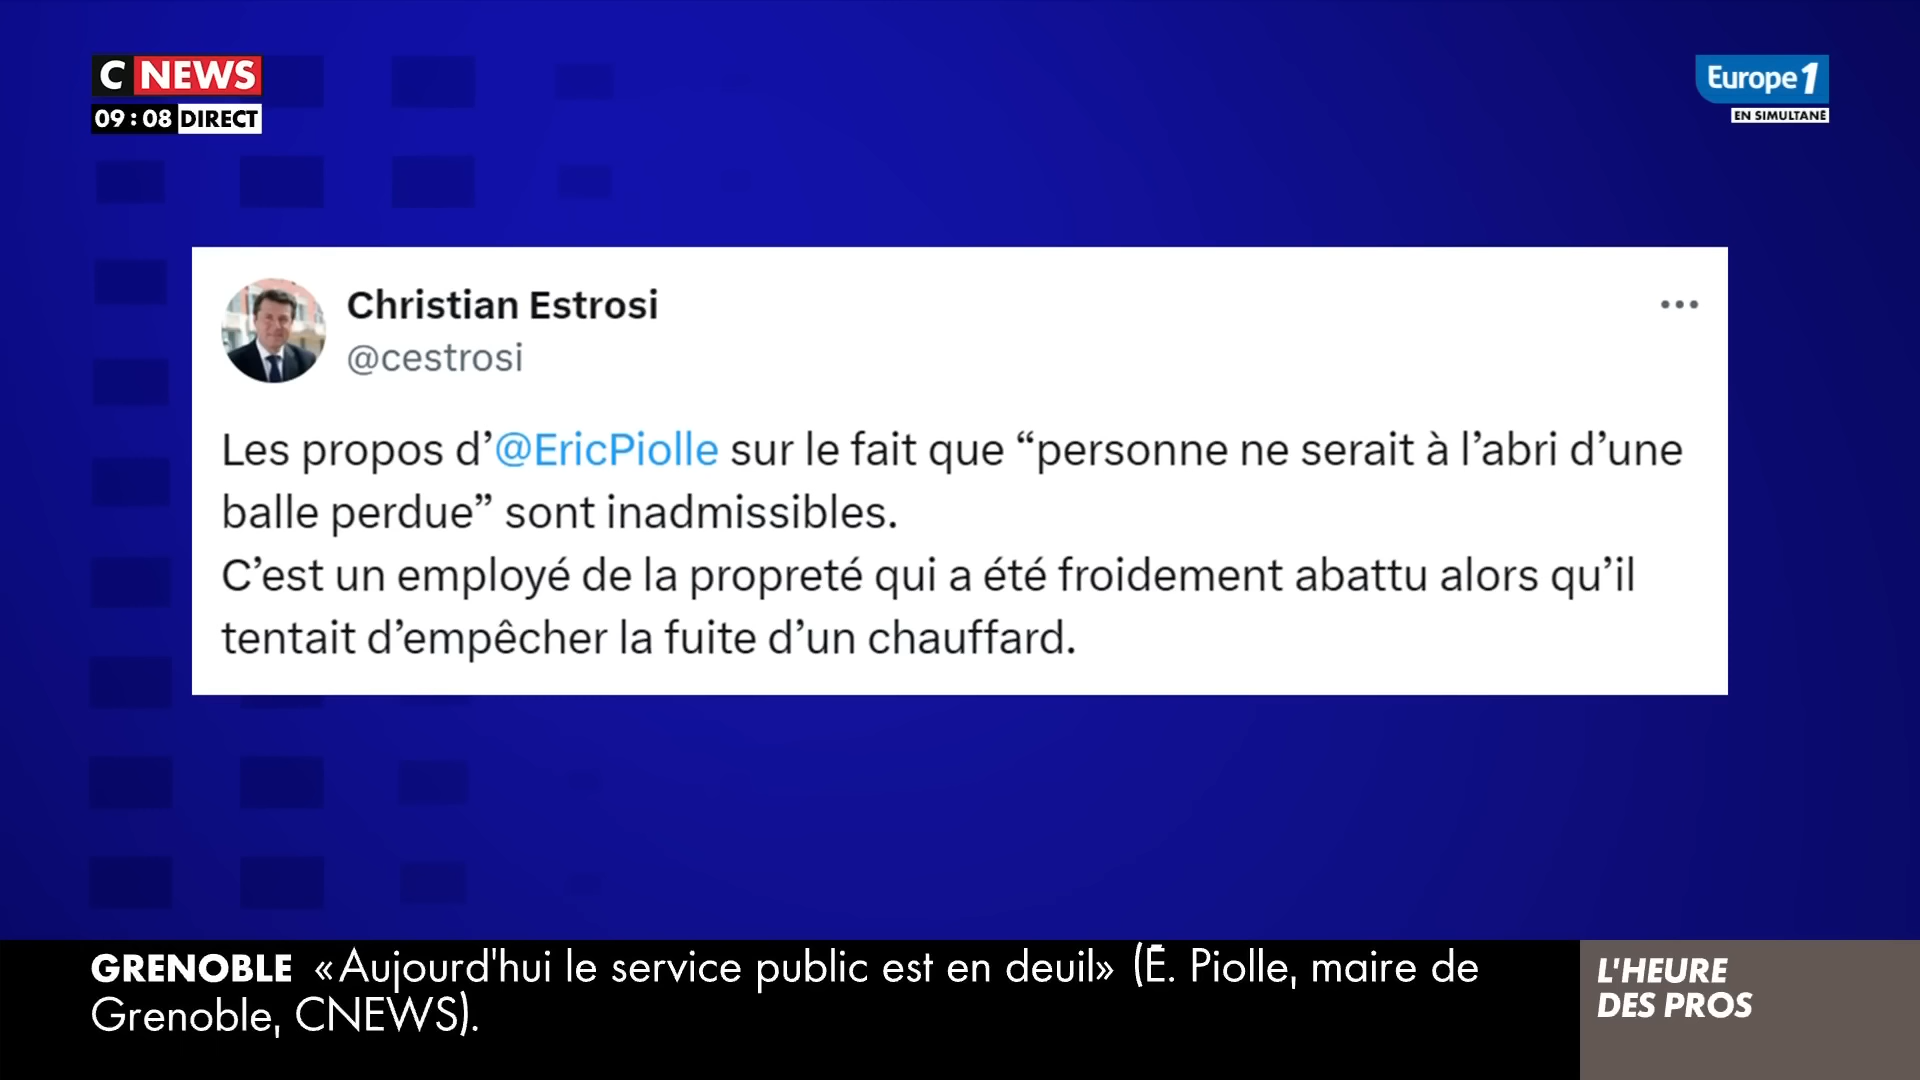 C NEWS
09:08 DIRECT
Europe 1
EN SIMULTANÉ
Christian Estrosi
@cestrosi
Les propos d’@EricPiolle sur le fait que “personne ne serait à l’abri d’une
balle perdue” sont inadmissibles.
C’est un employé de la propreté qui a été froidement abattu alors qu’il
tentait d’empêcher la fuite d’un chauffard.
GRENOBLE «Aujourd'hui le service public est en deuil» (É. Piolle, maire de
Grenoble, CNEWS).
L'HEURE
DES PROS